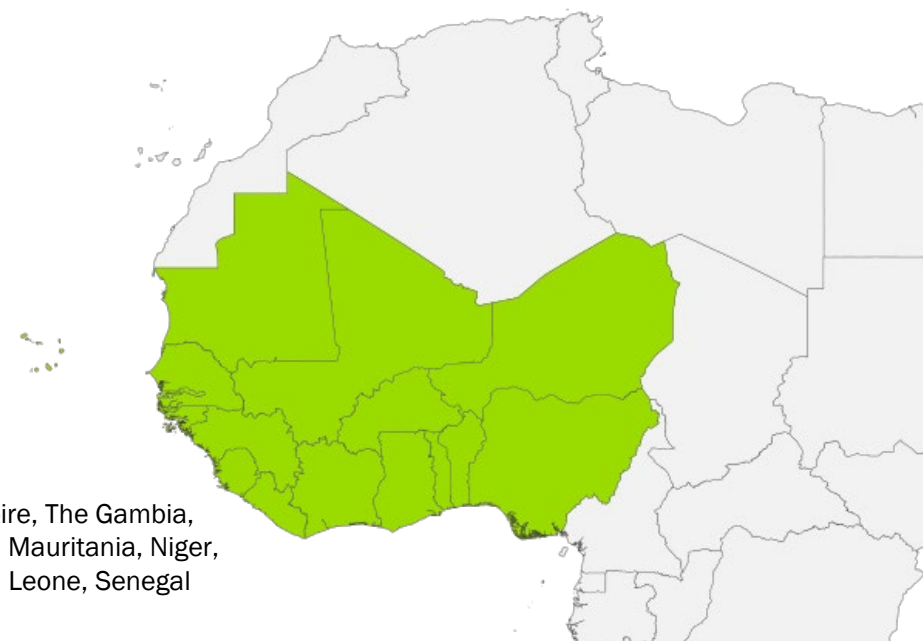 ire, The Gambia,
Mauritania, Niger,
Leone, Senegal